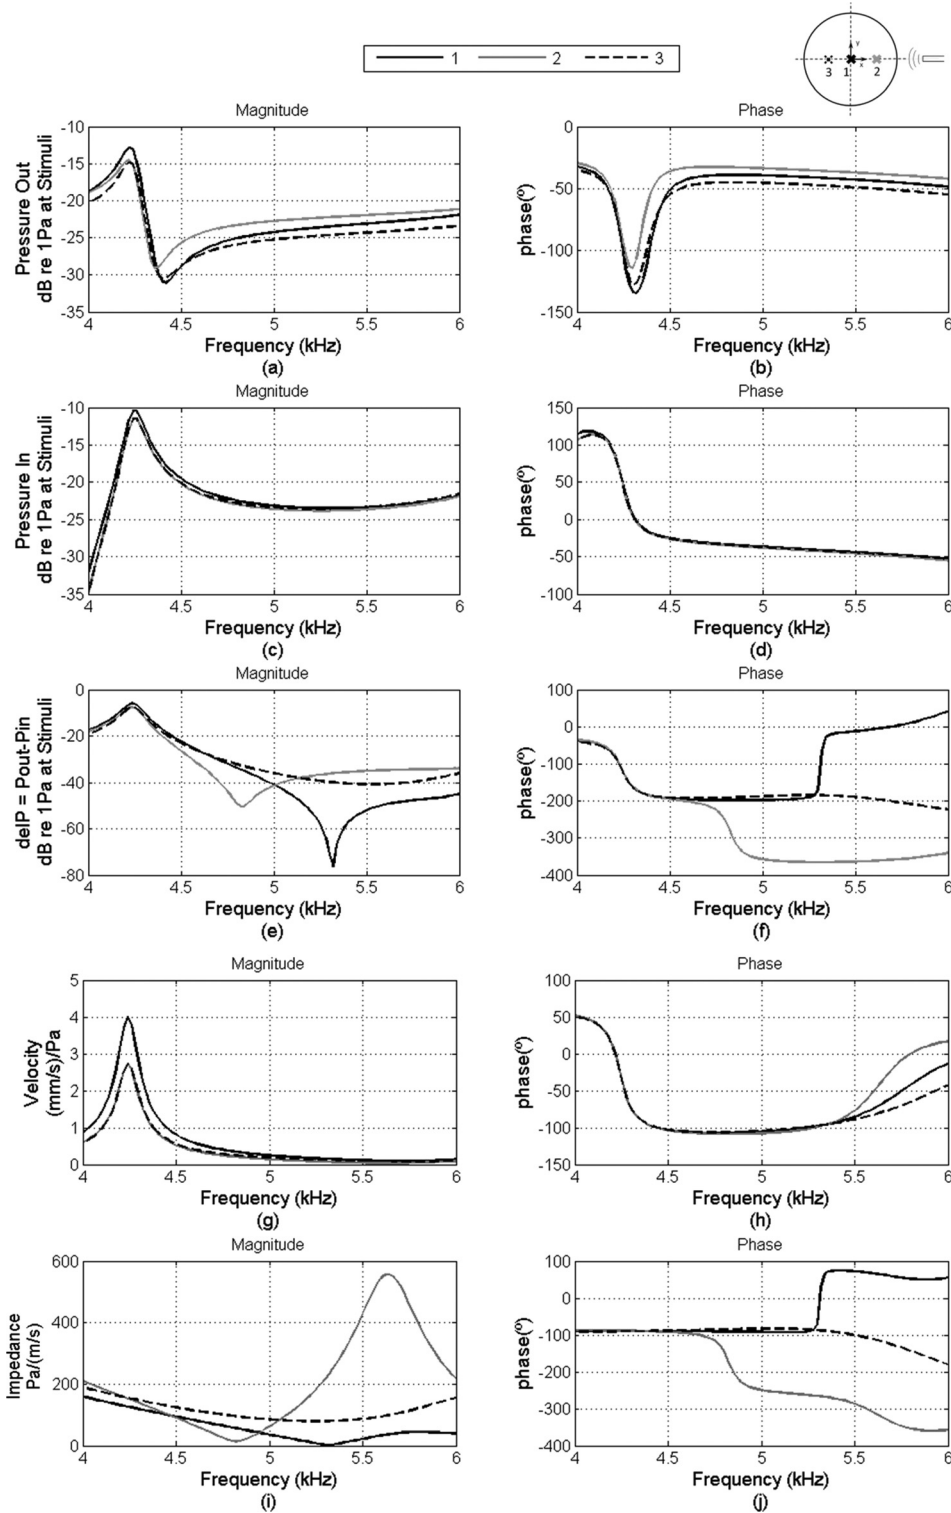 1 2 3
Y
X
3 1 2
Magnitude Phase
Pressure Out
dB re 1Pa at Stimuli
-10
-15
-20
-25
-30
-35
4 4.5 5 5.5 6
Frequency (kHz)
(a)
phase(º)
0
-50
-100
-150
4 4.5 5 5.5 6
Frequency (kHz)
(b)
Magnitude Phase
Pressure In
dB re 1Pa at Stimuli
-10
-15
-20
-25
-30
-35
4 4.5 5 5.5 6
Frequency (kHz)
(c)
phase(º)
150
100
50
0
-50
-100
4 4.5 5 5.5 6
Frequency (kHz)
(d)
Magnitude Phase
delP = Pout-Pin
dB re 1Pa at Stimuli
0
-20
-40
-60
-80
4 4.5 5 5.5 6
Frequency (kHz)
(e)
phase(º)
100
0
-100
-200
-300
-400
4 4.5 5 5.5 6
Frequency (kHz)
(f)
Magnitude Phase
Velocity
(mm/s)/Pa
5
4
3
2
1
0
4 4.5 5 5.5 6
Frequency (kHz)
(g)
phase(º)
100
50
0
-50
-100
-150
4 4.5 5 5.5 6
Frequency (kHz)
(h)
Magnitude Phase
Impedance
Pa/(m/s)
600
400
200
0
4 4.5 5 5.5 6
Frequency (kHz)
(i)
phase(º)
100
0
-100
-200
-300
-400
4 4.5 5 5.5 6
Frequency (kHz)
(j)